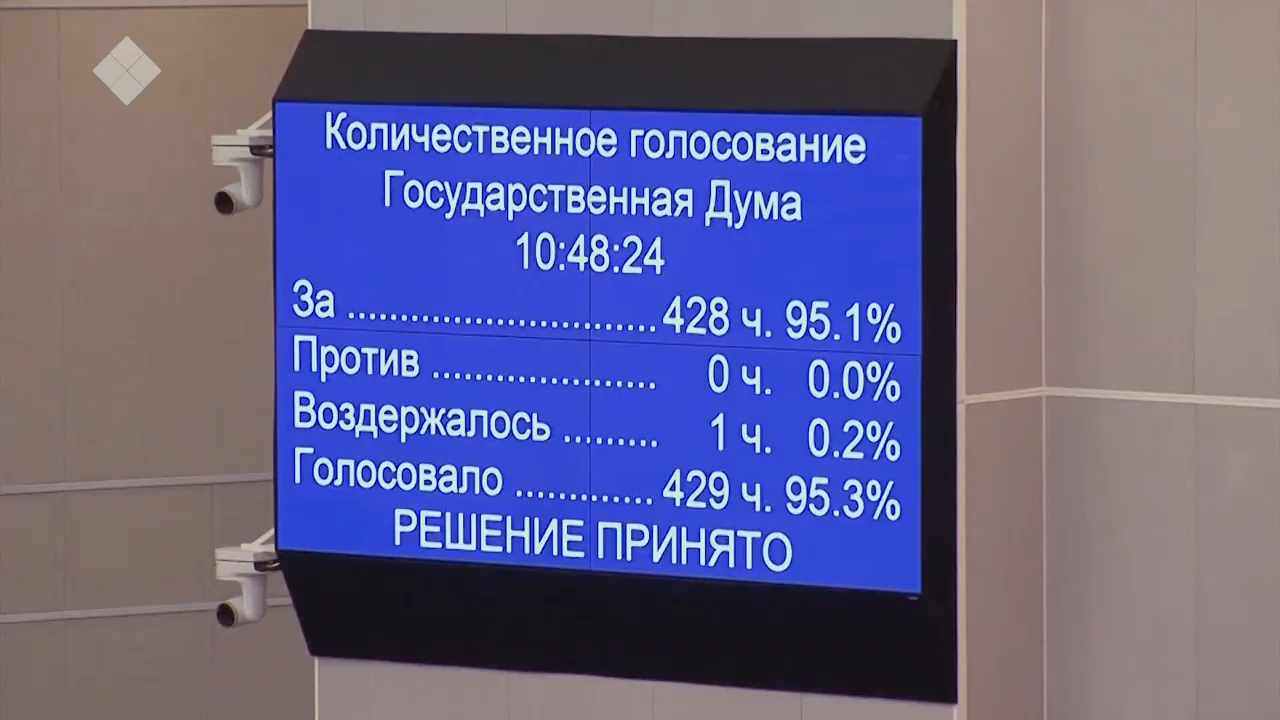 Количественное голосование
Государственная Дума
10:48:24
За ............................. 428 ч. 95.1%
Против ..................... 0 ч. 0.0%
Воздержалось ......... 1 ч. 0.2%
Голосовало ............. 429 ч. 95.3%
РЕШЕНИЕ ПРИНЯТО